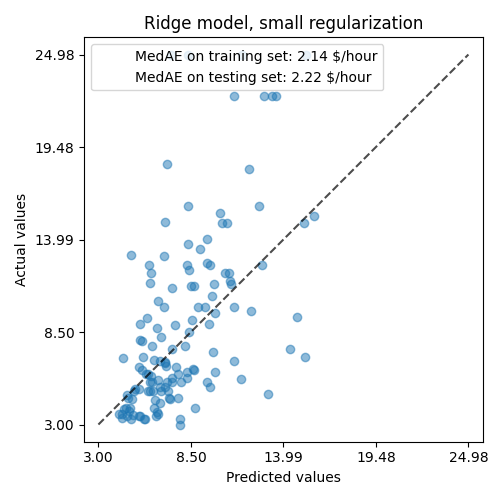 Ridge model, small regularization
MedAE on training set: 2.14 $/hour
MedAE on testing set: 2.22 $/hour
24.98
19.48
13.99
8.50
3.00
Actual values
3.00 8.50 13.99 19.48 24.98
Predicted values